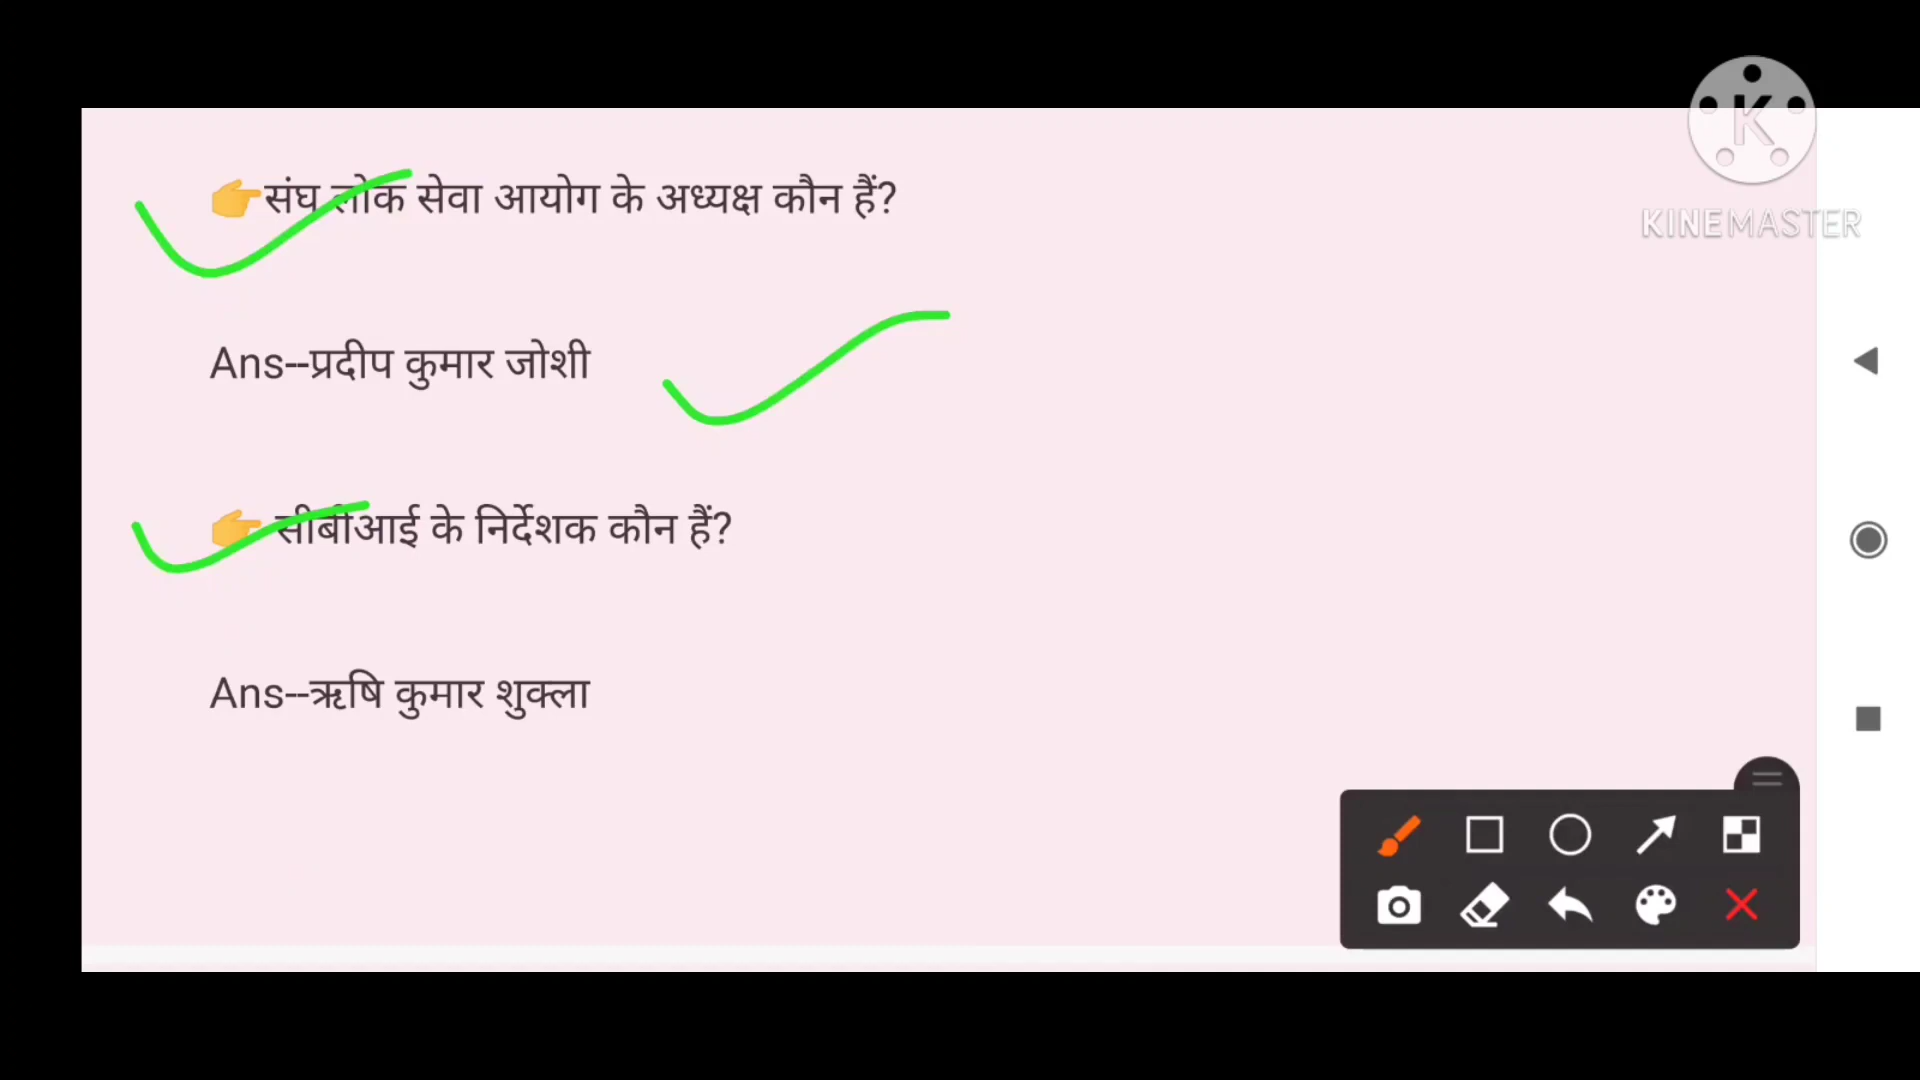 KINEMASTER
👉संघ लोक सेवा आयोग के अध्यक्ष कौन हैं?
Ans--प्रदीप कुमार जोशी
👉 सीबीआई के निर्देशक कौन हैं?
Ans--ऋषि कुमार शुक्ला